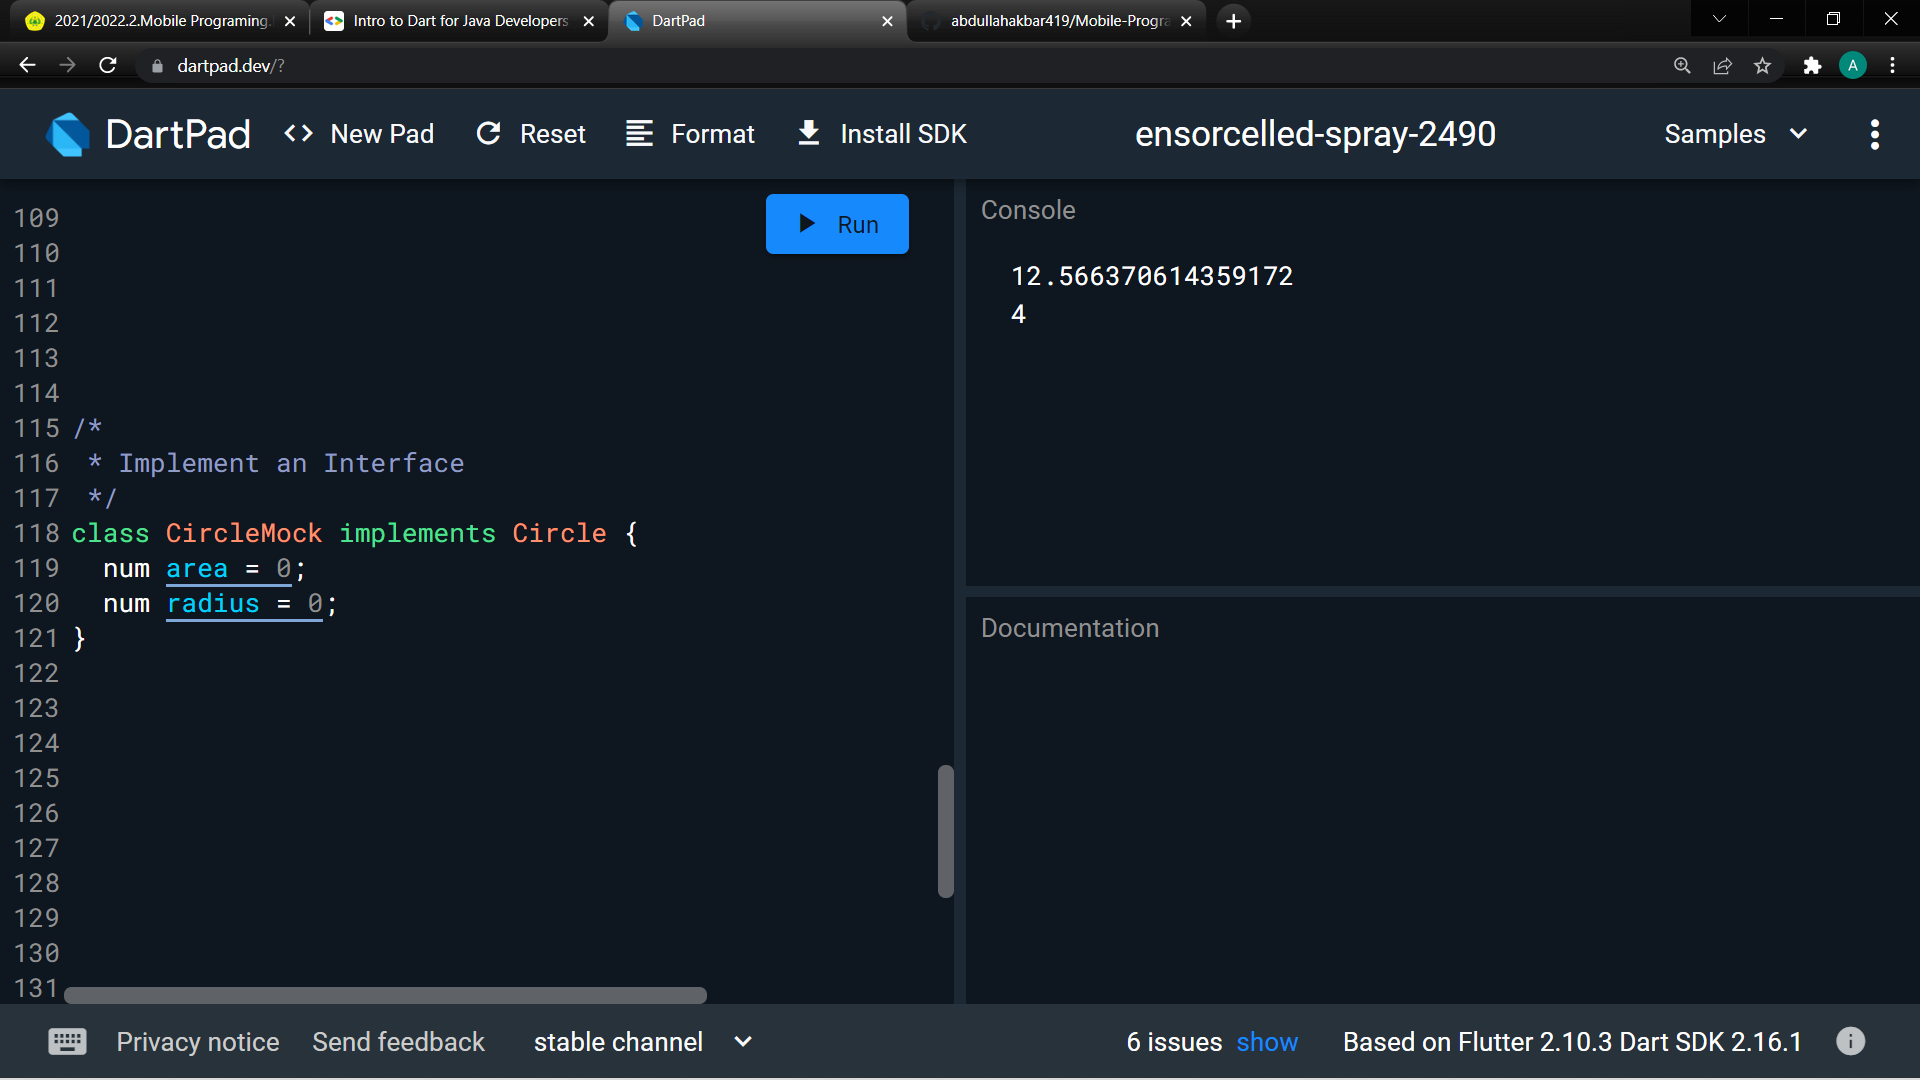 2021/2022.2.Mobile Programing.
Intro to Dart for Java Developers
DartPad
abdullahakbar419/Mobile-Progra
dartpad.dev/?
A
DartPad
<> New Pad
Reset
Format
Install SDK
ensorcelled-spray-2490
Samples
Run
109
110
111
112
113
114
115 /*
116  * Implement an Interface
117  */
118 class CircleMock implements Circle {
119   num area = 0;
120   num radius = 0;
121 }
122
123
124
125
126
127
128
129
130
131
Console
12.566370614359172
4
Documentation
Privacy notice
Send feedback
stable channel
6 issues show
Based on Flutter 2.10.3 Dart SDK 2.16.1